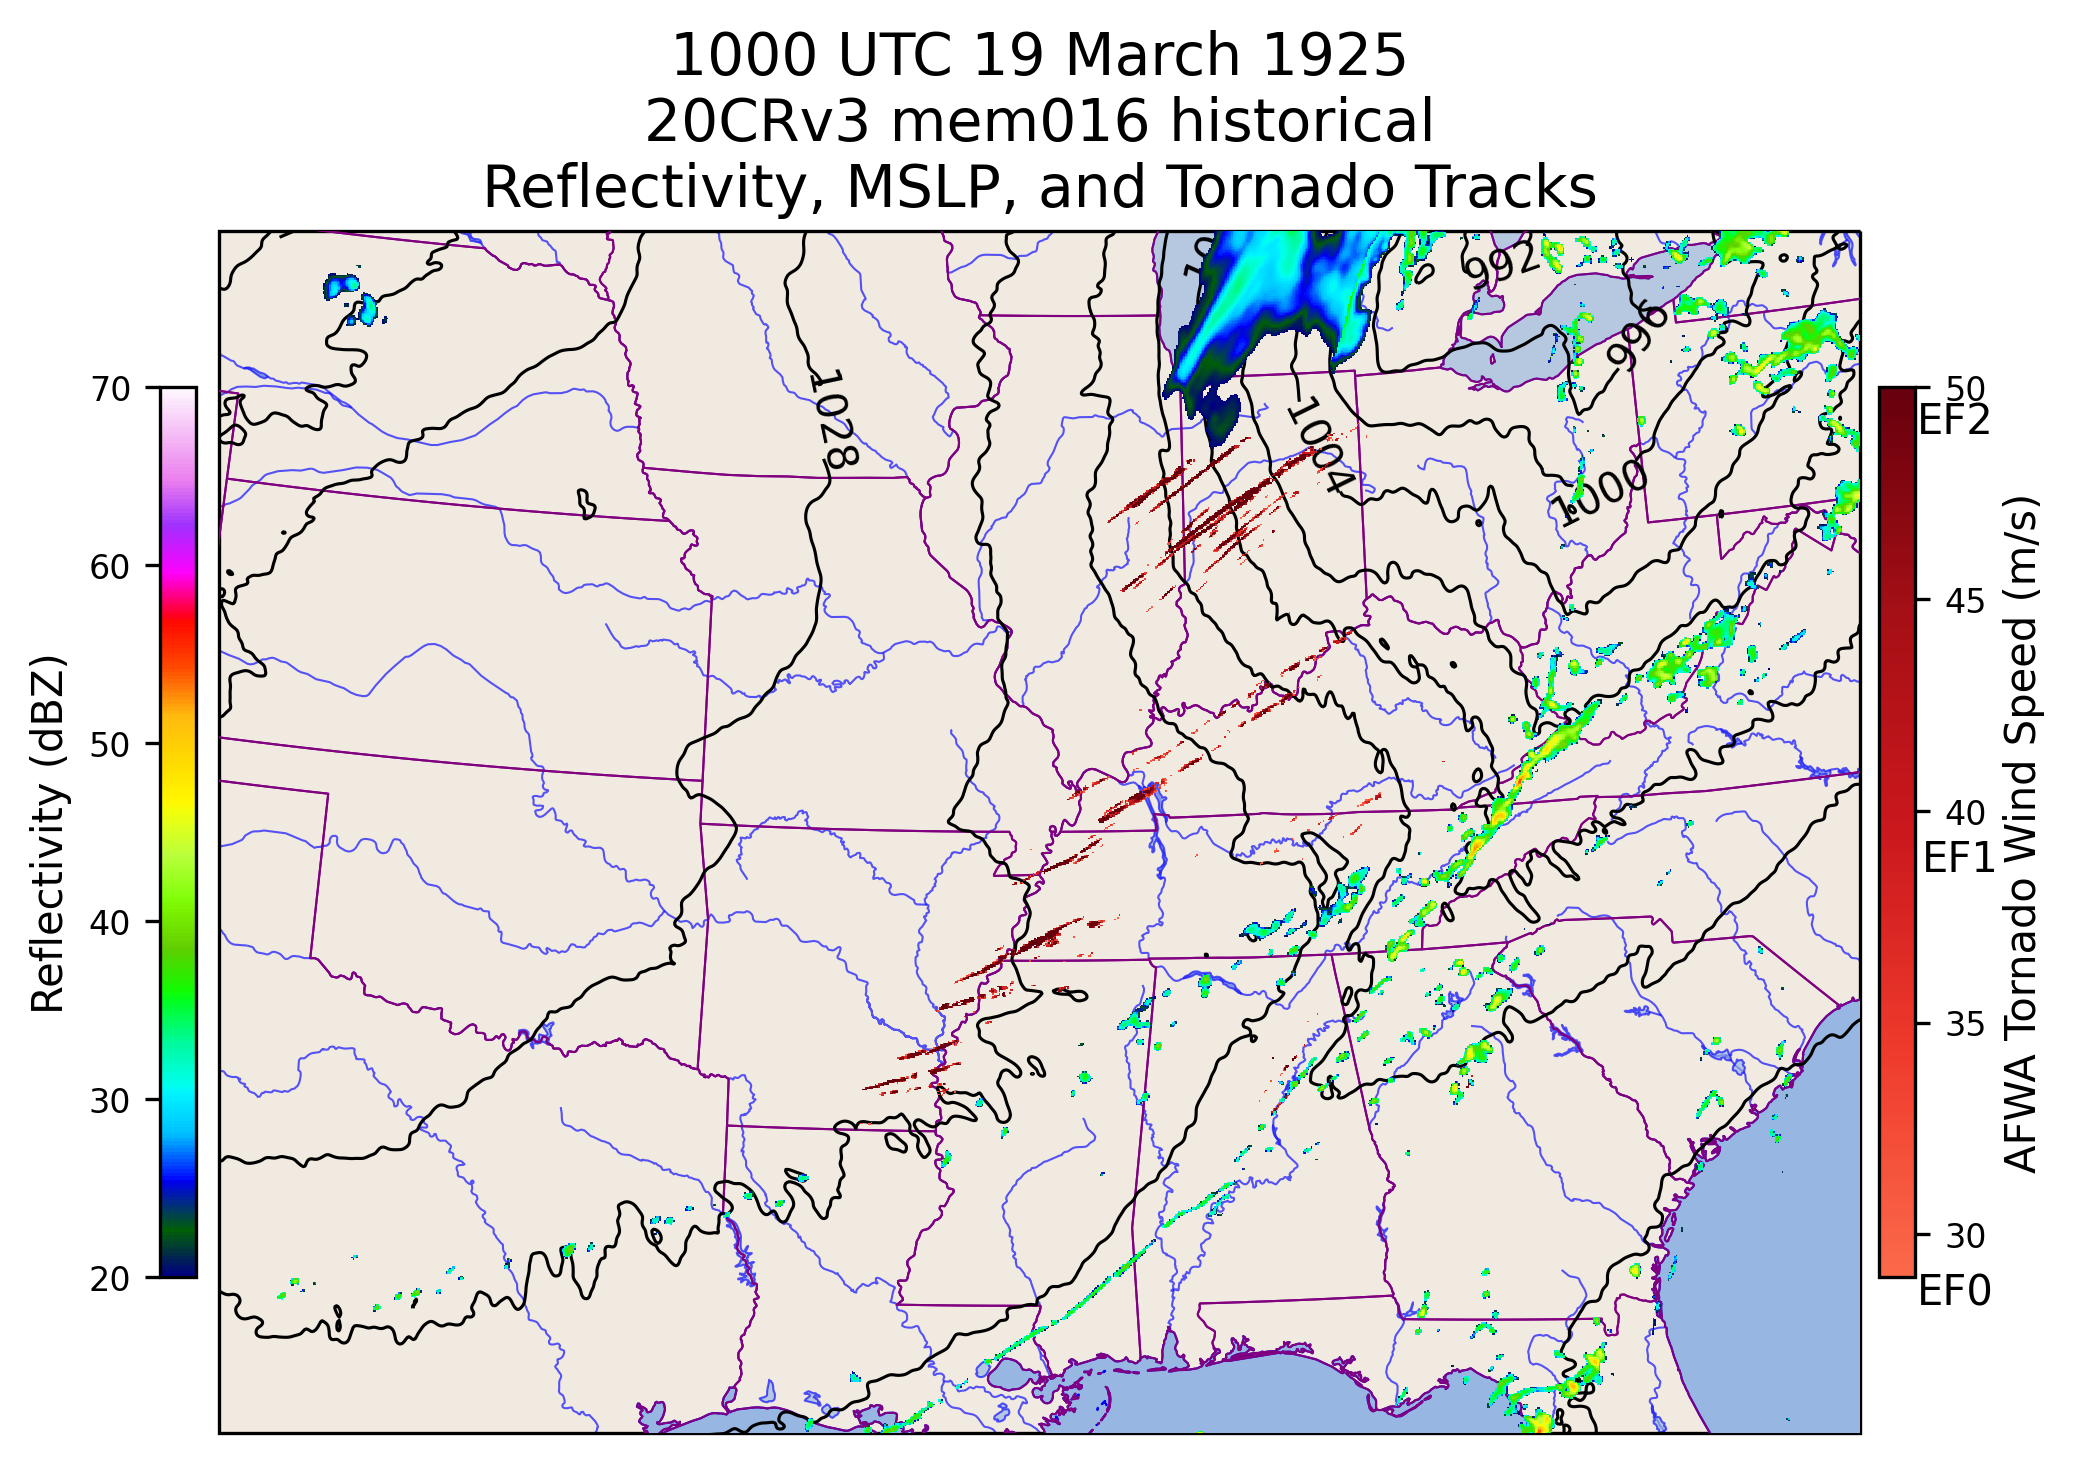 1000 UTC 19 March 1925
20CRv3 mem016 historical
Reflectivity, MSLP, and Tornado Tracks
992
996
1028
1004
1000
Reflectivity (dBZ)
70
60
50
40
30
20
50
EF2
45
40
EF1
35
30
EF0
AFWA Tornado Wind Speed (m/s)